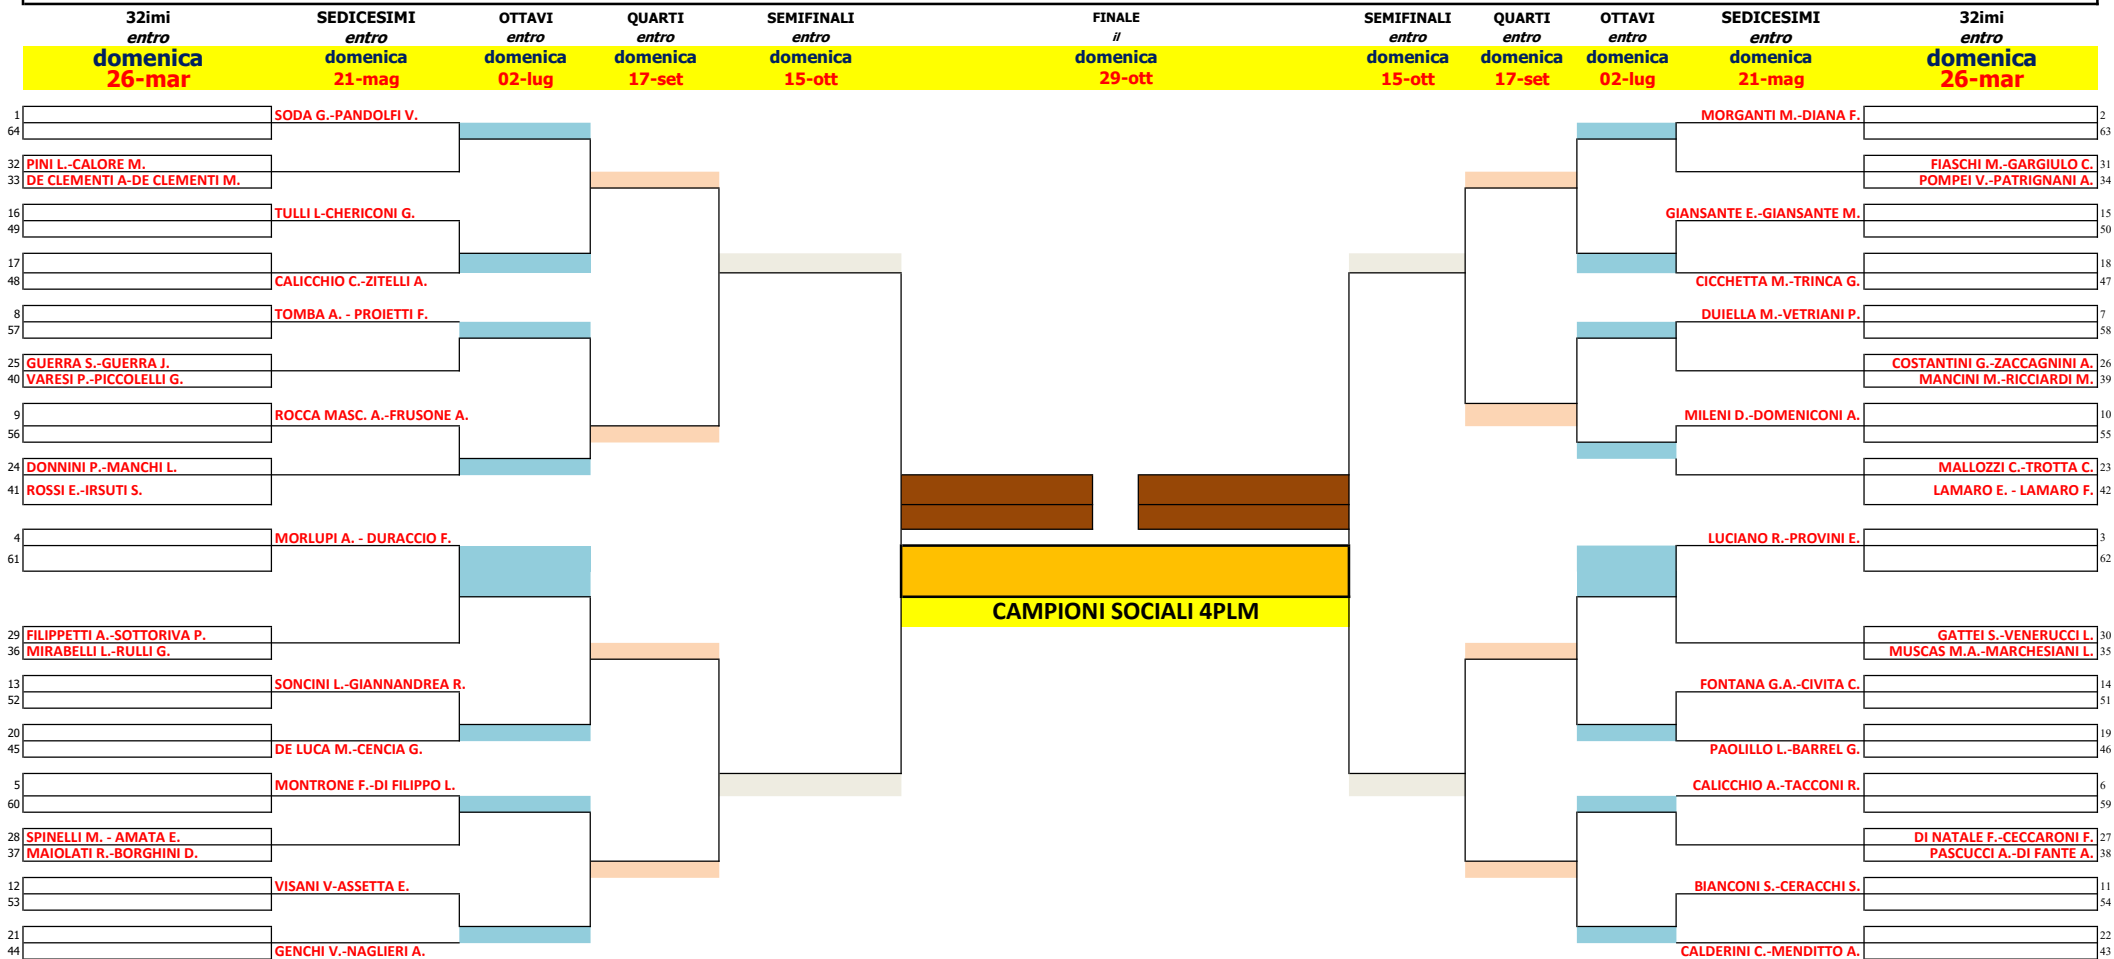 32imi SEDICESIMI OTTAVI QUARTI SEMIFINALI FINALE SEMIFINALI QUARTI OTTAVI SEDICESIMI 32imi
entro entro entro entro entro il entro entro entro entro entro
domenica domenica domenica domenica domenica domenica domenica domenica domenica domenica domenica
26-mar 21-mag 02-lug 17-set 15-ott 29-ott 15-ott 17-set 02-lug 21-mag 26-mar
1 SODA G.-PANDOLFI V. MORGANTI M.-DIANA F. 2
64 63
32 PINI L.-CALORE M. FIASCHI M.-GARGIULO C. 31
33 DE CLEMENTI A-DE CLEMENTI M. POMPEI V.-PATRIGNANI A. 34
16 TULLI L-CHERICONI G. GIANSANTE E.-GIANSANTE M. 15
49 50
17 18
48 CALICCHIO C.-ZITELLI A. CICCHETTA M.-TRINCA G. 47
8 TOMBA A. - PROIETTI F. DUIELLA M.-VETRIANI P. 7
57 58
25 GUERRA S.-GUERRA J. COSTANTINI G.-ZACCAGNINI A. 26
40 VARESI P.-PICCOLELLI G. MANCINI M.-RICCIARDI M. 39
9 ROCCA MASC. A.-FRUSONE A. MILENI D.-DOMENICONI A. 10
56 55
24 DONNINI P.-MANCHI L. MALLOZZI C.-TROTTA C. 23
41 ROSSI E.-IRSUTI S. LAMARO E. - LAMARO F. 42
4 MORLUPI A. - DURACCIO F. LUCIANO R.-PROVINI E. 3
61 62
CAMPIONI SOCIALI 4PLM
29 FILIPPETTI A.-SOTTORIVA P. GATTEI S.-VENERUCCI L. 30
36 MIRABELLI L.-RULLI G. MUSCAS M.A.-MARCHESIANI L. 35
13 SONCINI L.-GIANNANDREA R. FONTANA G.A.-CIVITA C. 14
52 51
20 19
45 DE LUCA M.-CENCIA G. PAOLILLO L.-BARREL G. 46
5 MONTRONE F.-DI FILIPPO L. CALICCHIO A.-TACCONI R. 6
60 59
28 SPINELLI M. - AMATA E. DI NATALE F.-CECCARONI F. 27
37 MAIOLATI R.-BORGHINI D. PASCUCCI A.-DI FANTE A. 38
12 VISANI V-ASSETTA E. BIANCONI S.-CERACCHI S. 11
53 54
21 22
44 GENCHI V.-NAGLIERI A. CALDERINI C.-MENDITTO A. 43